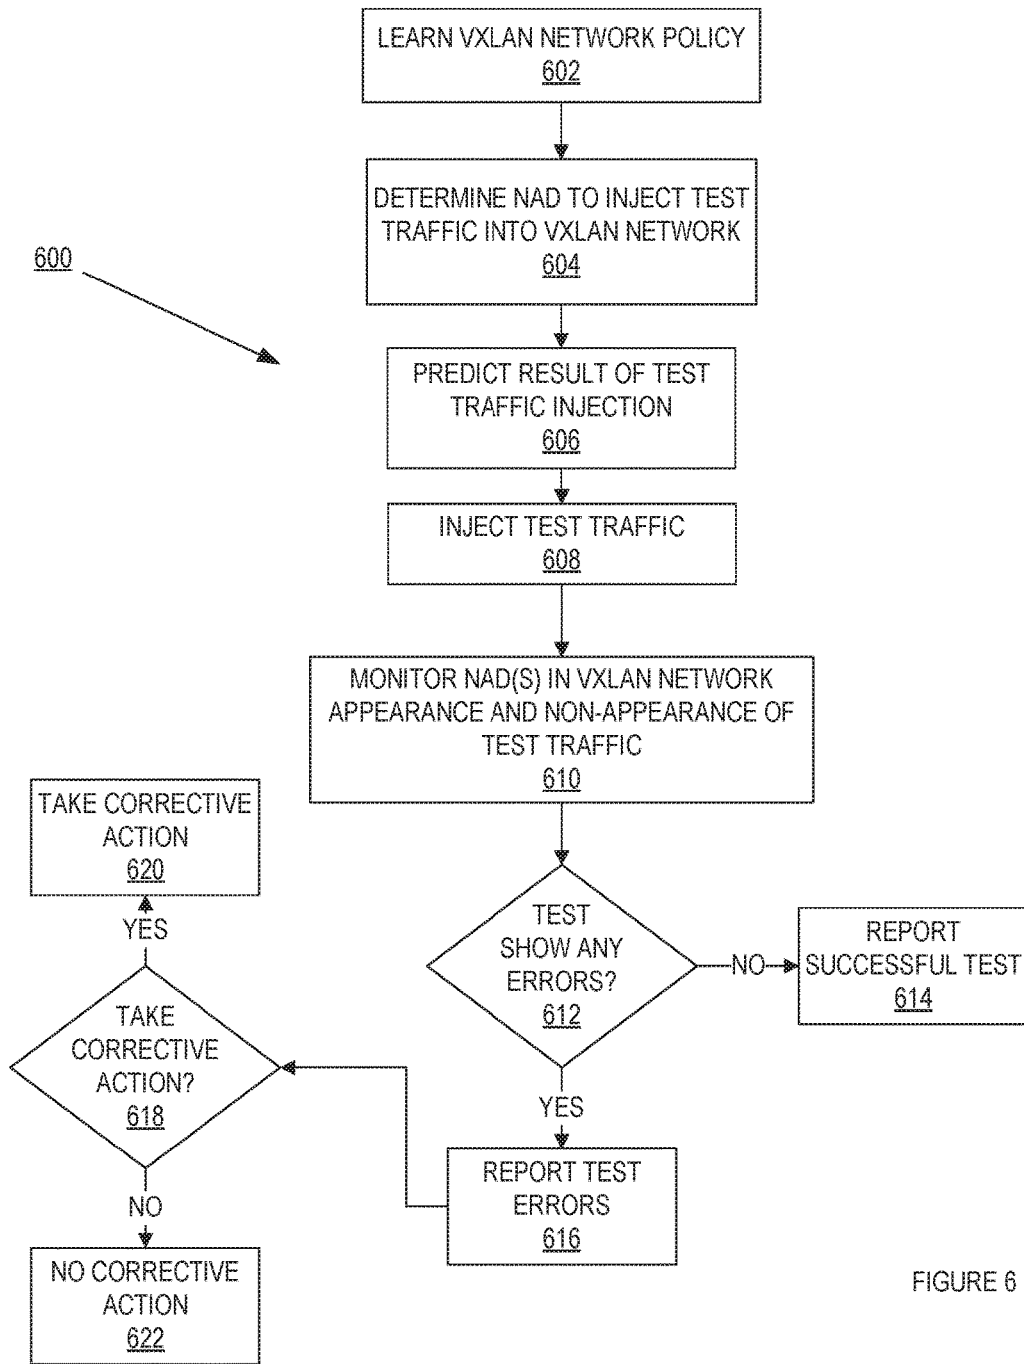 LEARN VXLAN NETWORK POLICY
602
DETERMINE NAD TO INJECT TEST
TRAFFIC INTO VXLAN NETWORK
604
600
PREDICT RESULT OF TEST
TRAFFIC INJECTION
606
INJECT TEST TRAFFIC
608
MONITOR NAD(S) IN VXLAN NETWORK
APPEARANCE AND NON-APPEARANCE OF
TEST TRAFFIC
610
TAKE CORRECTIVE
ACTION
620
YES
TEST
SHOW ANY
ERRORS?
612
NO
REPORT
SUCCESSFUL TEST
614
TAKE
CORRECTIVE
ACTION?
618
YES
REPORT TEST
ERRORS
616
NO
NO CORRECTIVE
ACTION
622
FIGURE 6